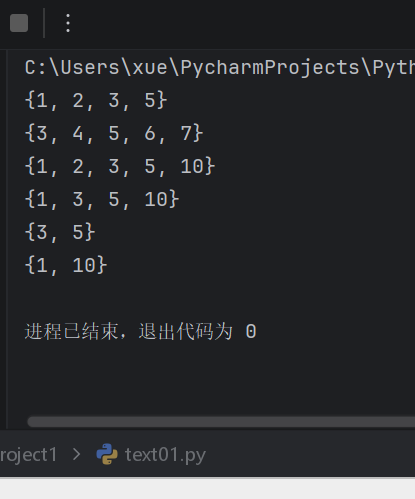 C:\Users\xue\PycharmProjects\Pyth
{1, 2, 3, 5}
{3, 4, 5, 6, 7}
{1, 2, 3, 5, 10}
{1, 3, 5, 10}
{3, 5}
{1, 10}
进程已结束，退出代码为 0
roject1 > text01.py